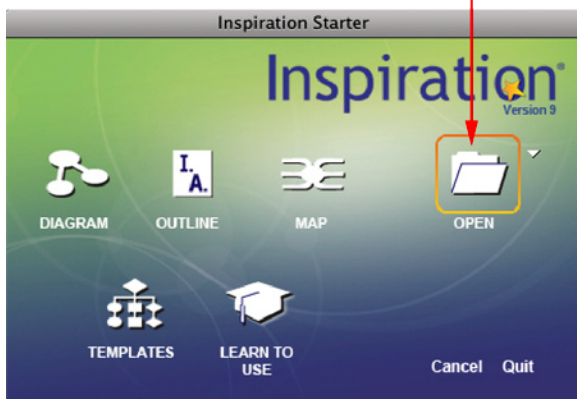 Inspiration Starter
Inspiration®
Version 9
I.
A.
DIAGRAM
OUTLINE
MAP
OPEN
TEMPLATES
LEARN TO
USE
Cancel
Quit